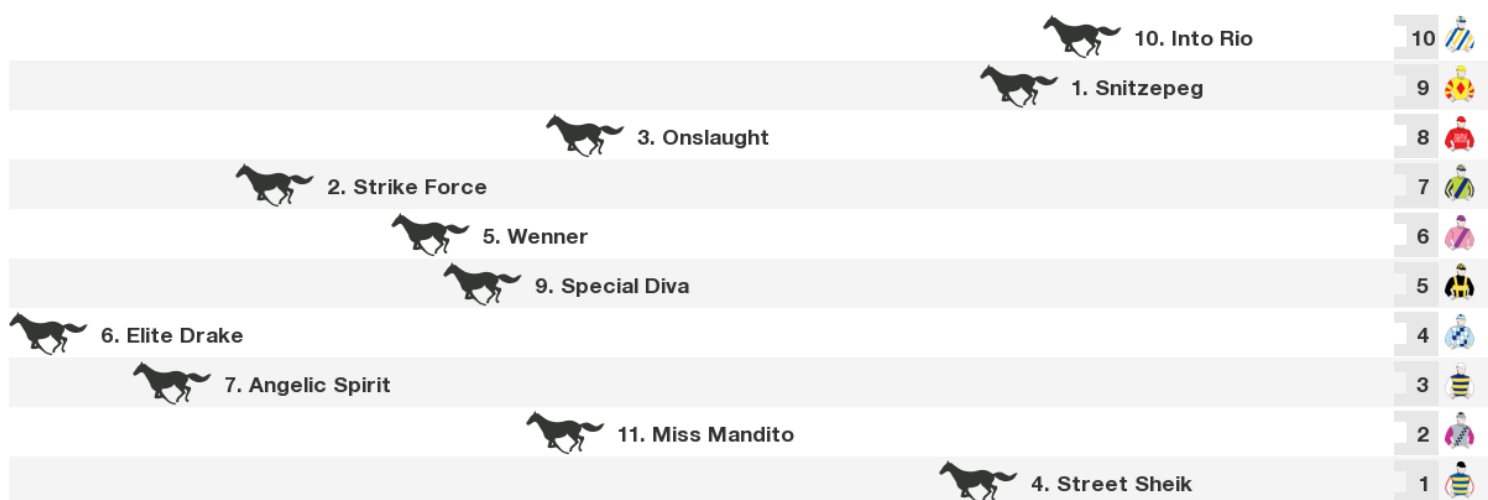 10. Into Rio 10
1. Snitzepeg 9
3. Onslaught 8
2. Strike Force 7
5. Wenner 6
9. Special Diva 5
6. Elite Drake 4
7. Angelic Spirit 3
11. Miss Mandito 2
4. Street Sheik 1